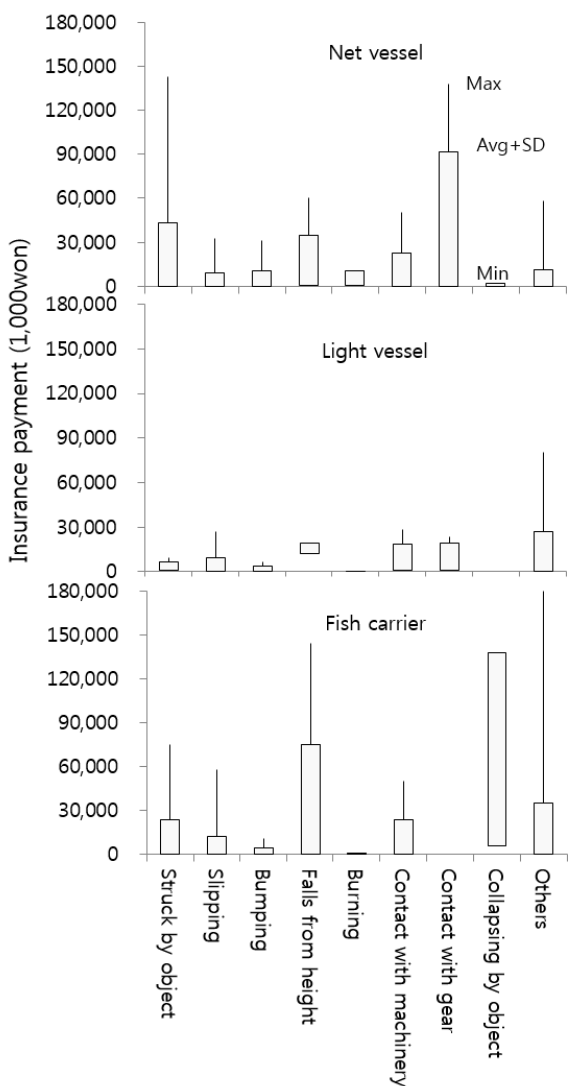 Insurance payment (1,000won)
180,000
150,000
120,000
90,000
60,000
30,000
0
Net vessel
Max
Avg+SD
Min
180,000
150,000
120,000
90,000
60,000
30,000
0
Light vessel
180,000
150,000
120,000
90,000
60,000
30,000
0
Fish carrier
Struck by object
Slipping
Bumping
Falls from height
Burning
Contact with machinery
Contact with gear
Collapsing by object
Others